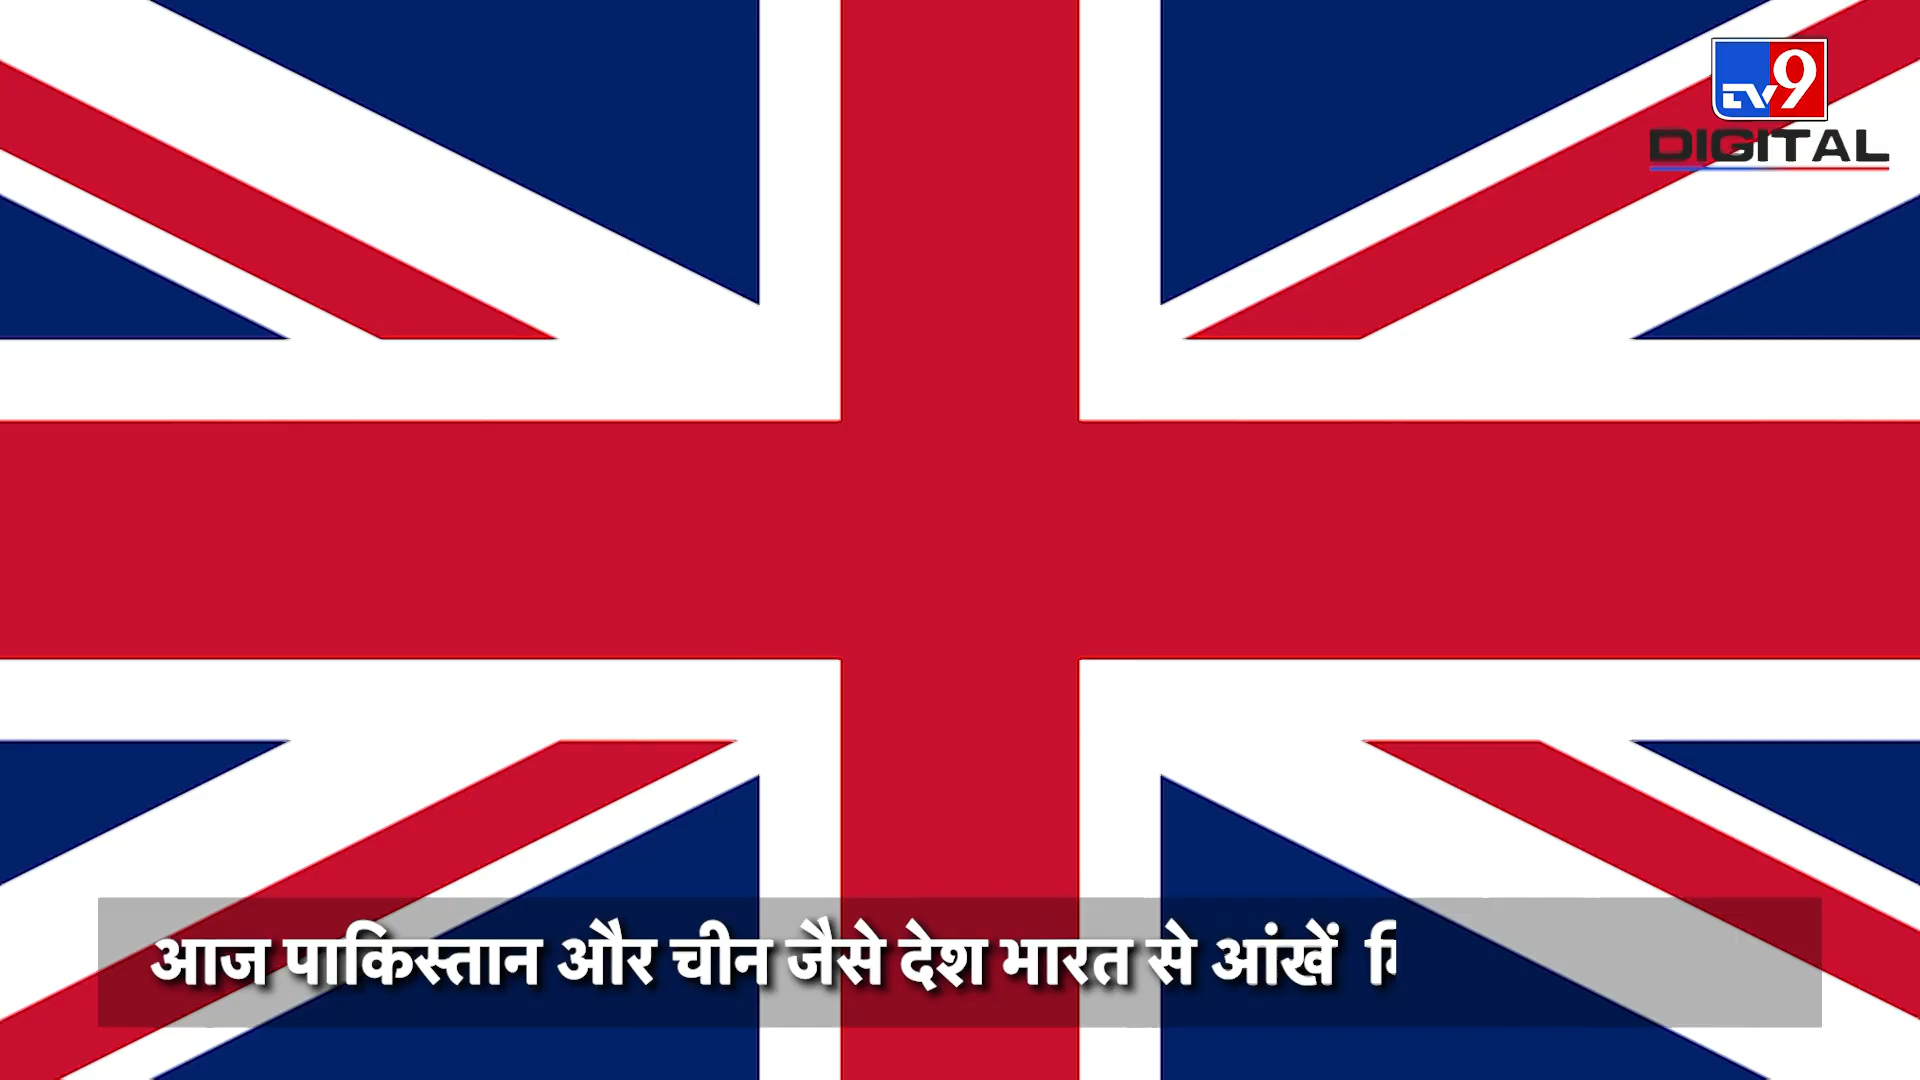 TV9
DIGITAL
आज पाकिस्तान और चीन जैसे देश भारत से आंखें